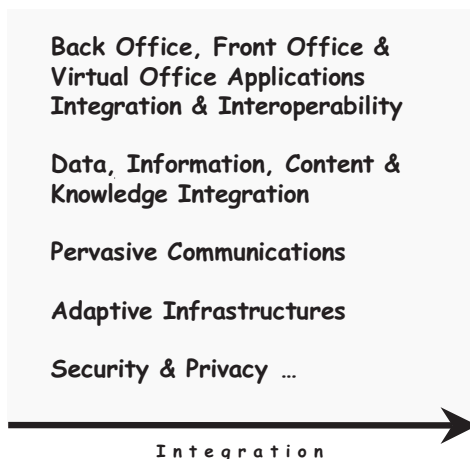 Back Office, Front Office &
Virtual Office Applications
Integration & Interoperability
Data, Information, Content &
Knowledge Integration
Pervasive Communications
Adaptive Infrastructures
Security & Privacy …
Integration